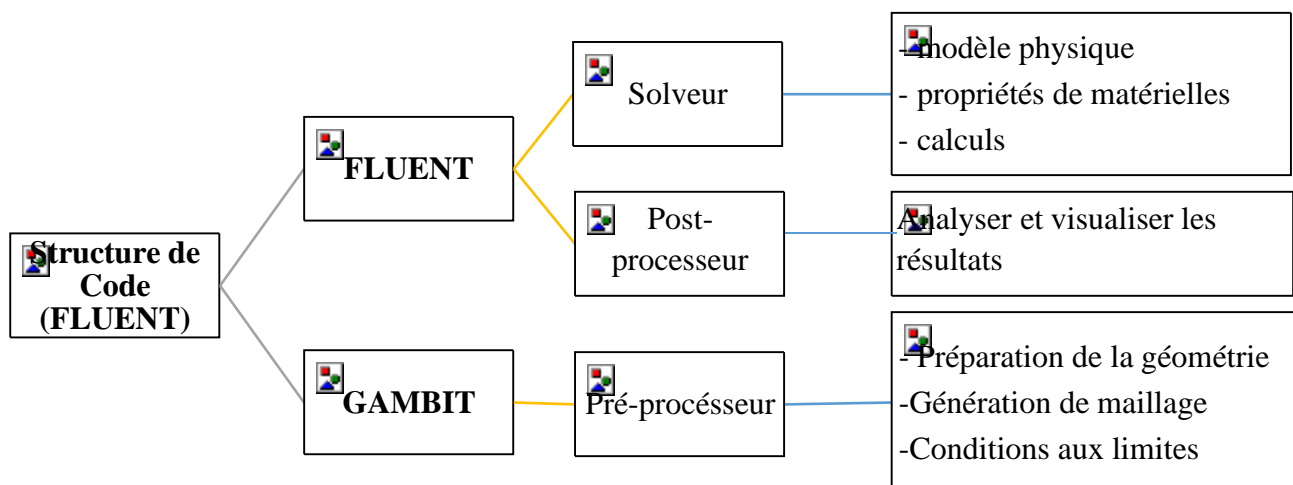 Structure de
Code
(FLUENT)
FLUENT
Solveur
- modèle physique
- propriétés de matérielles
- calculs
Post-
processeur
Analyser et visualiser les
résultats
GAMBIT
Pré-procésseur
- Préparation de la géométrie
-Génération de maillage
-Conditions aux limites